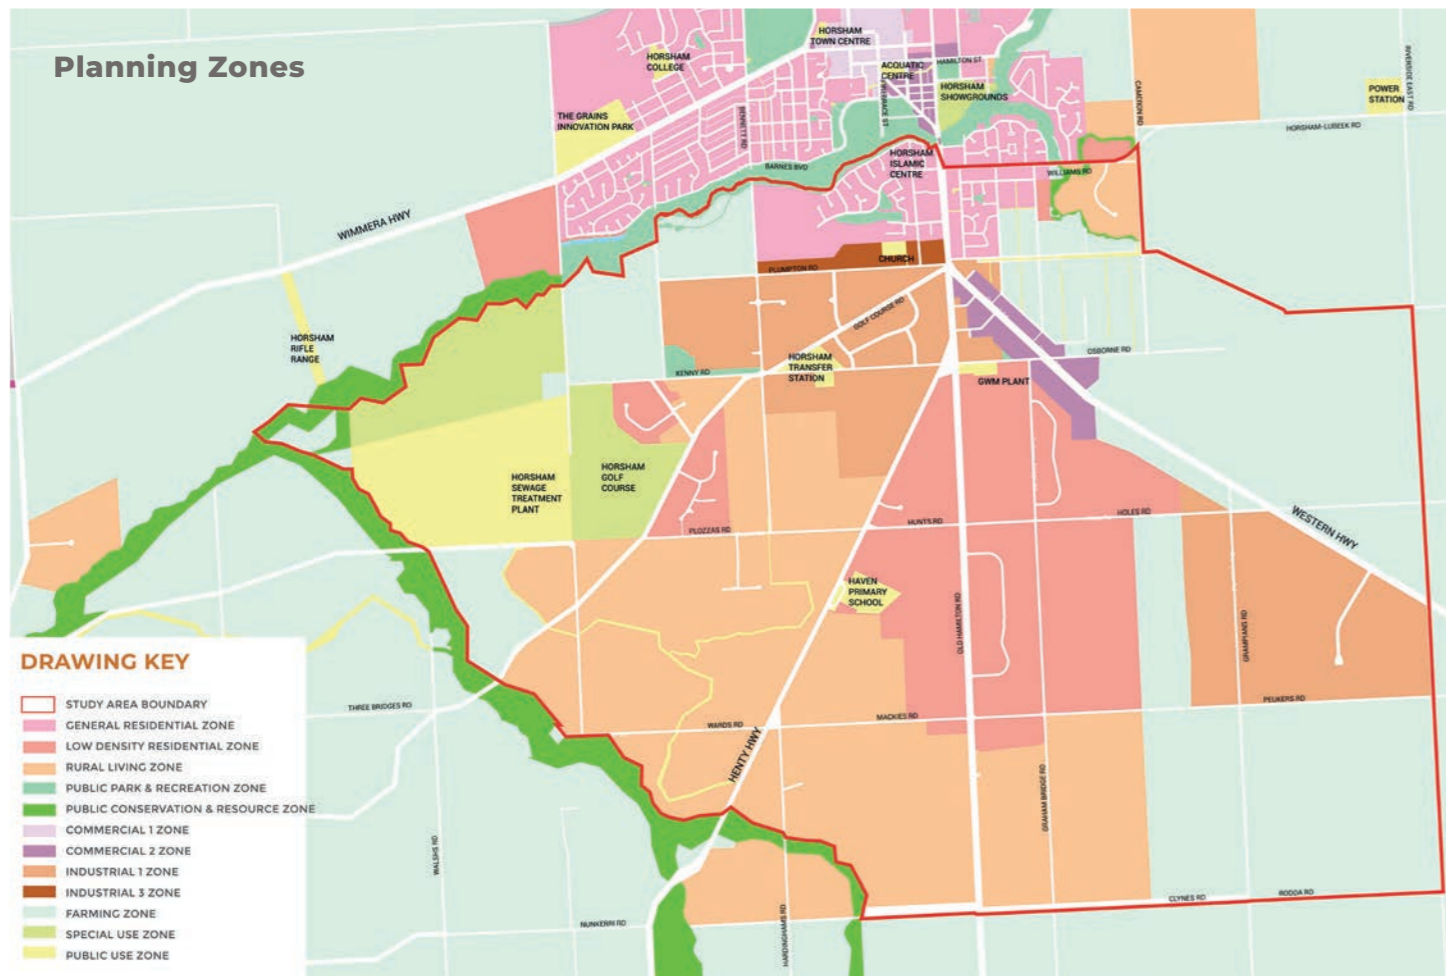 Planning Zones
HORSHAM
TOWN CENTRE
HORSHAM
COLLEGE
ACQUATIC
CENTRE
HAMILTON ST
HORSHAM
SHOWGROUNDS
CAMERON RD
RIVERSIDE EAST RD
POWER
STATION
HORSHAM-LUBECK RD
THE GRAINS
INNOVATION PARK
BENNETT RD
FIREBRACE ST
BARNES BVD
HORSHAM
ISLAMIC
CENTRE
WILLIAMS RD
WIMMERA HWY
CHURCH
PLUMPTON RD
GOLF COURSE RD
HORSHAM
RIFLE
RANGE
HORSHAM
TRANSFER
STATION
KENNY RD
OSBORNE RD
GWM PLANT
HORSHAM
SEWAGE
TREATMENT
PLANT
HORSHAM
GOLF
COURSE
PLOZZAS RD
HUNTS RD
HOLES RD
WESTERN HWY
HAVEN
PRIMARY
SCHOOL
OLD HAMILTON RD
GRAMPIANS RD
THREE BRIDGES RD
WARDS RD
MACKIES RD
PEUKERS RD
HENTY HWY
GRAHAM BRIDGE RD
WALSHS RD
NUNKERRI RD
HARDINGHAMS RD
CLYNES RD
RODDA RD
DRAWING KEY
STUDY AREA BOUNDARY
GENERAL RESIDENTIAL ZONE
LOW DENSITY RESIDENTIAL ZONE
RURAL LIVING ZONE
PUBLIC PARK & RECREATION ZONE
PUBLIC CONSERVATION & RESOURCE ZONE
COMMERCIAL 1 ZONE
COMMERCIAL 2 ZONE
INDUSTRIAL 1 ZONE
INDUSTRIAL 3 ZONE
FARMING ZONE
SPECIAL USE ZONE
PUBLIC USE ZONE